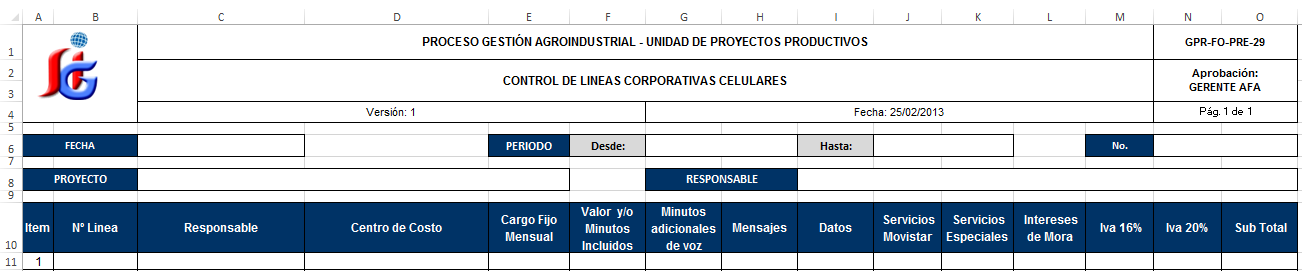 A B C D E F G H I J K L M N O
1 PROCESO GESTIÓN AGROINDUSTRIAL - UNIDAD DE PROYECTOS PRODUCTIVOS GPR-FO-PRE-29
2 CONTROL DE LINEAS CORPORATIVAS CELULARES Aprobación:
3 GERENTE AFA
4 Versión: 1 Fecha: 25/02/2013 Pág. 1 de 1
5
6 FECHA PERIODO Desde: Hasta: No.
7
8 PROYECTO RESPONSABLE
9
Item Nº Linea Responsable Centro de Costo Cargo Fijo Mensual Valor y/o Minutos Incluidos Minutos adicionales de voz Mensajes Datos Servicios Movistar Servicios Especiales Intereses de Mora Iva 16% Iva 20% Sub Total
10
11 1